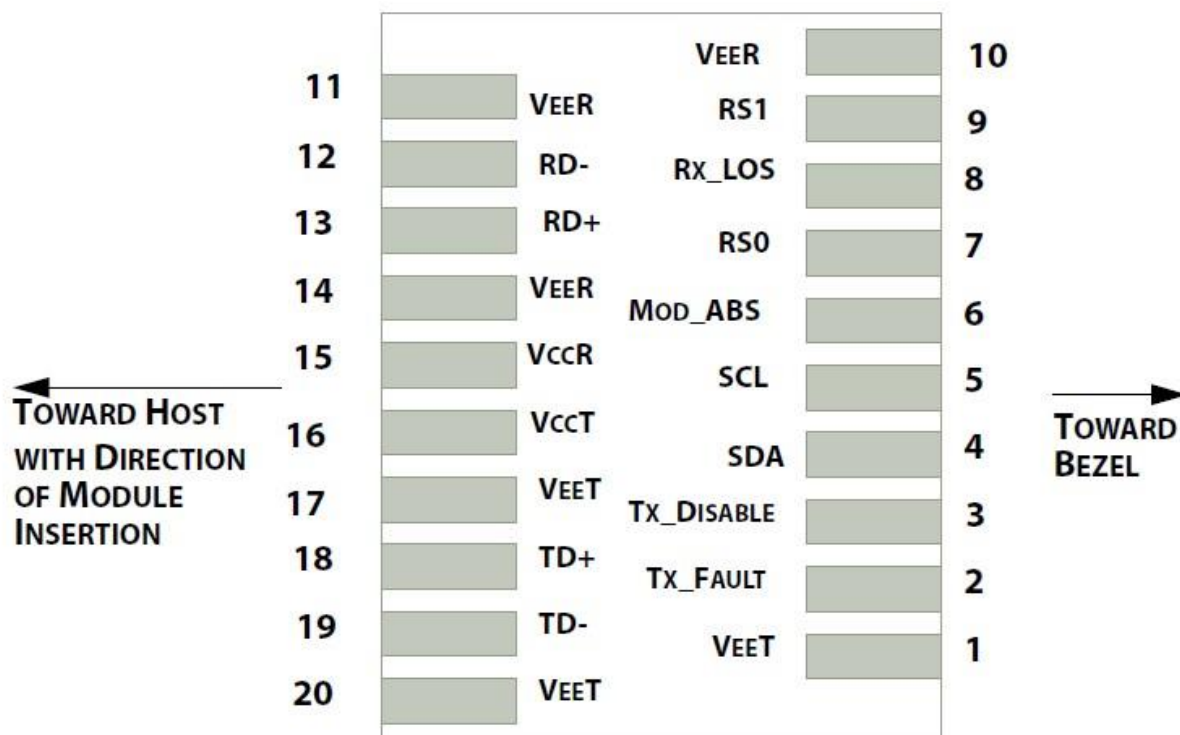 11 VEER
12 RD-
13 RD+
14 VEER
15 VCCR
16 VCCT
17 VEET
18 TD+
19 TD-
20 VEET
VEER 10
RS1 9
RX_LOS 8
RS0 7
MOD_ABS 6
SCL 5
SDA 4
TX_DISABLE 3
TX_FAULT 2
VEET 1
TOWARD HOST
WITH DIRECTION
OF MODULE
INSERTION
TOWARD
BEZEL